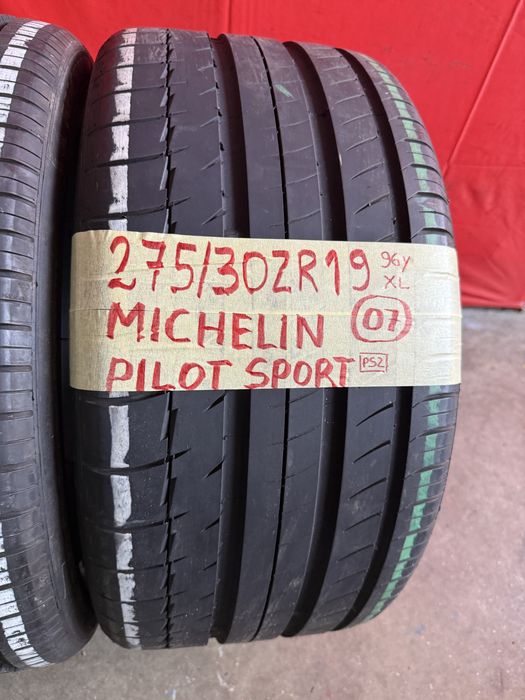 275/30ZR19 96Y XL
MICHELIN 07
PILOT SPORT PS2